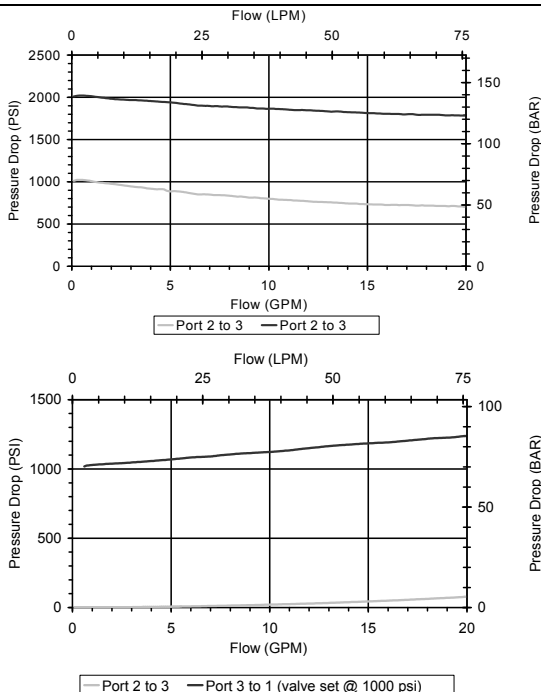 Flow (LPM)
0 25 50 75
2500
2000
1500
1000
500
0
Pressure Drop (PSI)
150
100
50
0
Pressure Drop (BAR)
0 5 10 15 20
Flow (GPM)
Port 2 to 3 Port 2 to 3
Flow (LPM)
0 25 50 75
1500
1000
500
0
Pressure Drop (PSI)
100
50
0
Pressure Drop (BAR)
0 5 10 15 20
Flow (GPM)
Port 2 to 3 Port 3 to 1 (valve set @ 1000 psi)